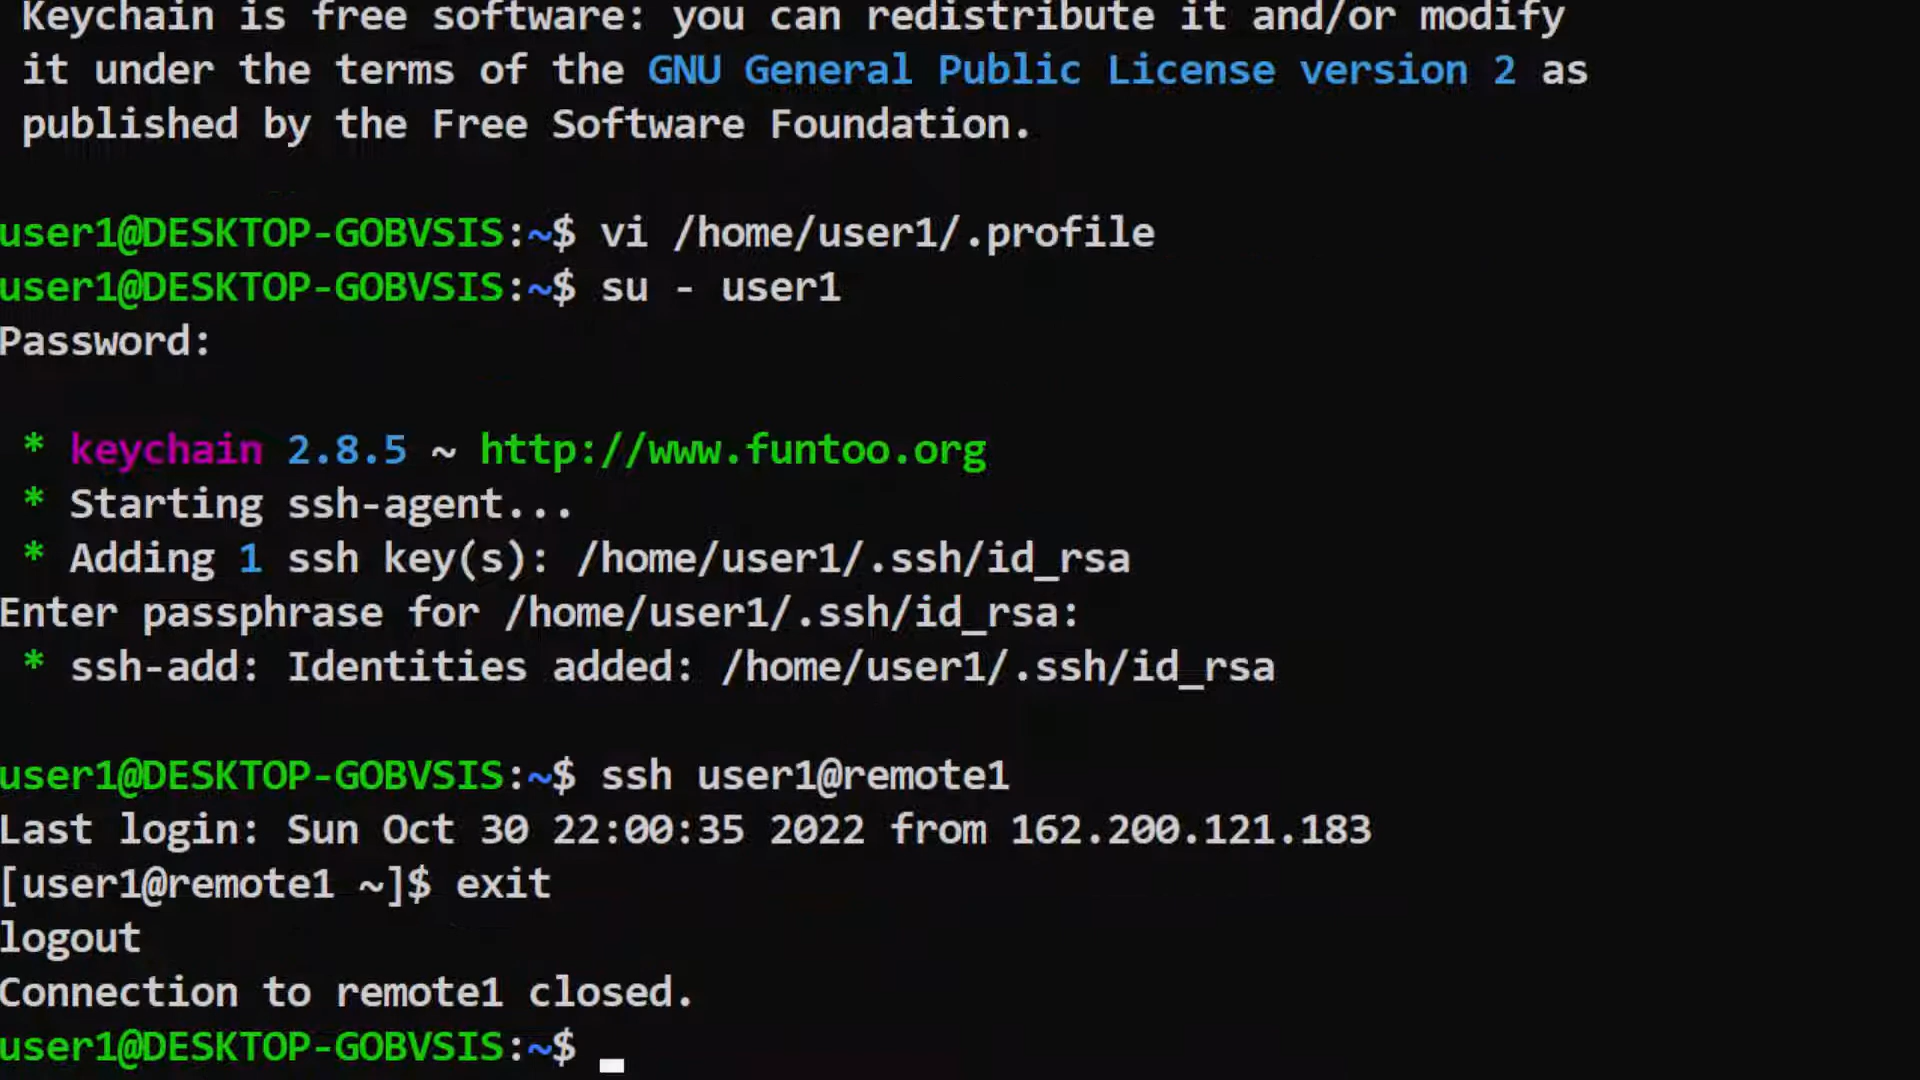 Keychain is free software: you can redistribute it and/or modify
it under the terms of the GNU General Public License version 2 as
published by the Free Software Foundation.
user1@DESKTOP-GOBVSIS:~$ vi /home/user1/.profile
user1@DESKTOP-GOBVSIS:~$ su - user1
Password:
* keychain 2.8.5 ~ http://www.funtoo.org
* Starting ssh-agent...
* Adding 1 ssh key(s): /home/user1/.ssh/id_rsa
Enter passphrase for /home/user1/.ssh/id_rsa:
* ssh-add: Identities added: /home/user1/.ssh/id_rsa
user1@DESKTOP-GOBVSIS:~$ ssh user1@remote1
Last login: Sun Oct 30 22:00:35 2022 from 162.200.121.183
[user1@remote1 ~]$ exit
logout
Connection to remote1 closed.
user1@DESKTOP-GOBVSIS:~$